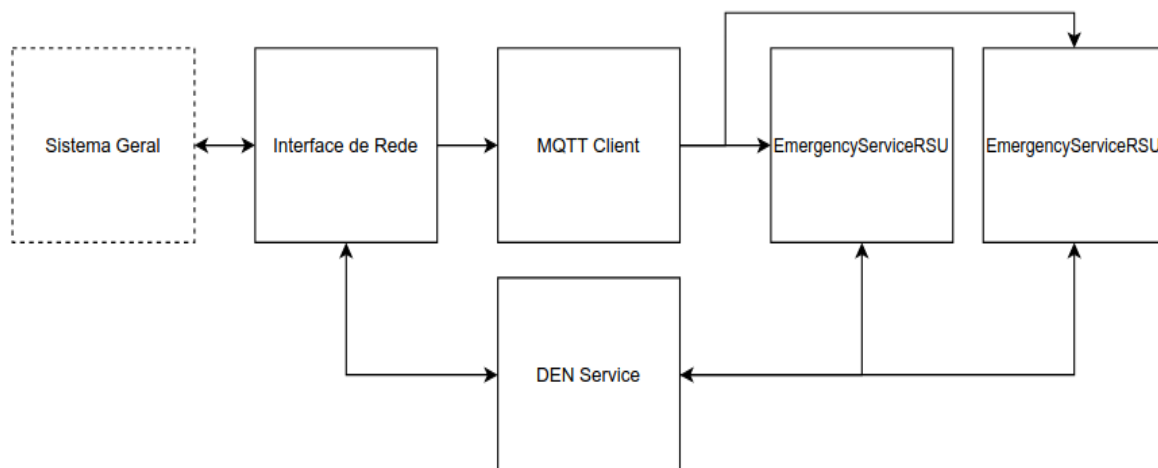 Sistema Geral
Interface de Rede
MQTT Client
EmergencyServiceRSU
EmergencyServiceRSU
DEN Service